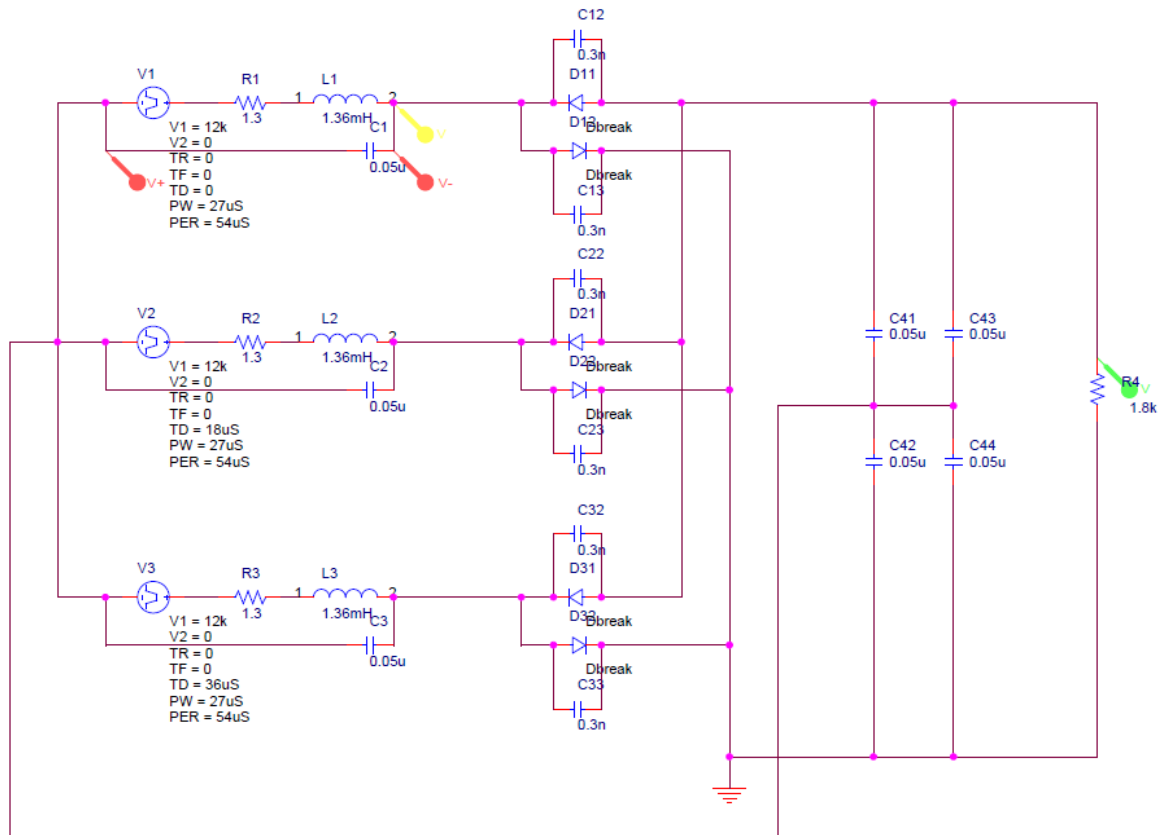 C12
0.3n
V1
R1
1
L1
2
D11
1.3
1.36mH
C1
V
D12
Dbreak
V1 = 12k
V2 = 0
TR = 0
TF = 0
TD = 0
PW = 27uS
PER = 54uS
0.05u
V+
V-
Dbreak
C13
0.3n
C22
0.3n
V2
R2
1
L2
2
D21
1.3
1.36mH
C2
D22
Dbreak
V1 = 12k
V2 = 0
TR = 0
TF = 0
TD = 18uS
PW = 27uS
PER = 54uS
0.05u
Dbreak
C23
0.3n
C41
0.05u
C43
0.05u
R4
V
1.8k
C42
0.05u
C44
0.05u
C32
0.3n
V3
R3
1
L3
2
D31
1.3
1.36mH
C3
D32
Dbreak
V1 = 12k
V2 = 0
TR = 0
TF = 0
TD = 36uS
PW = 27uS
PER = 54uS
0.05u
Dbreak
C33
0.3n